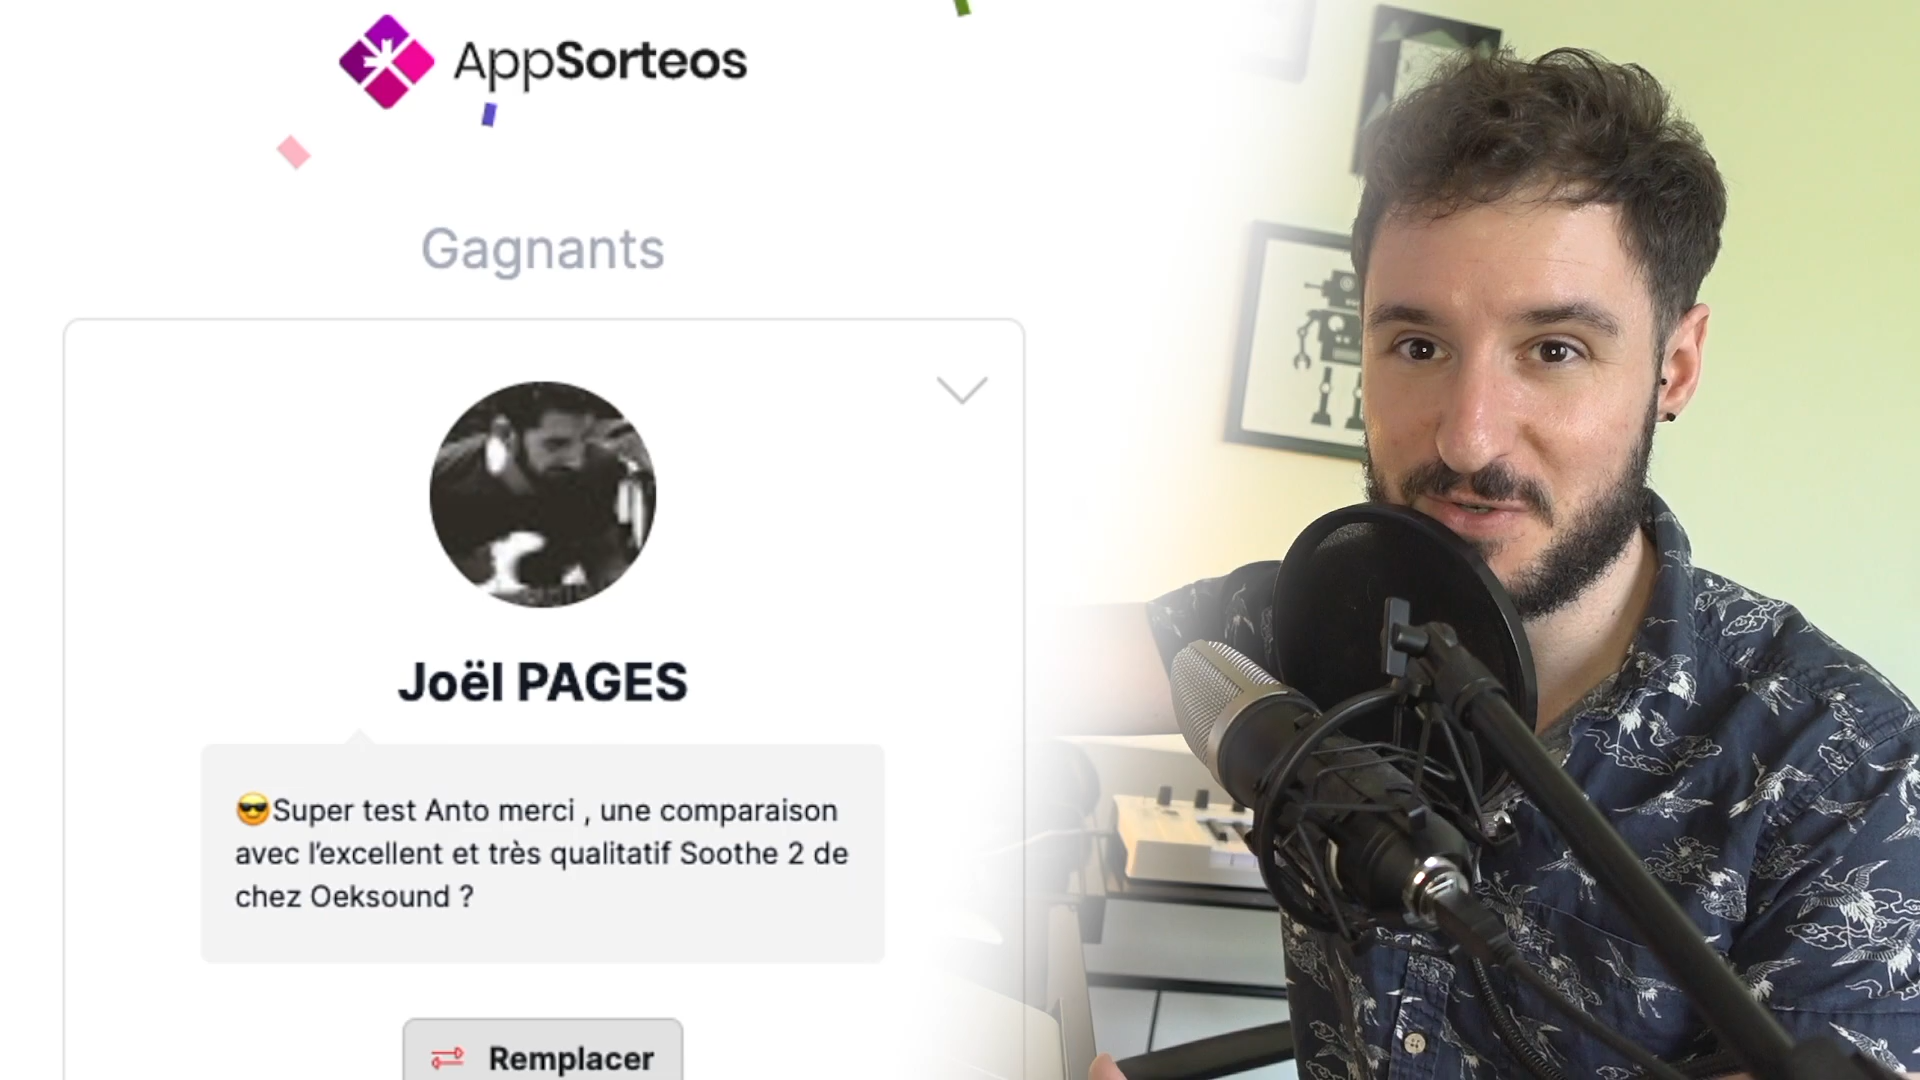 AppSorteos
Gagnants
Joël PAGES
😎Super test Anto merci , une comparaison
avec l’excellent et très qualitatif Soothe 2 de
chez Oeksound ?
Remplacer